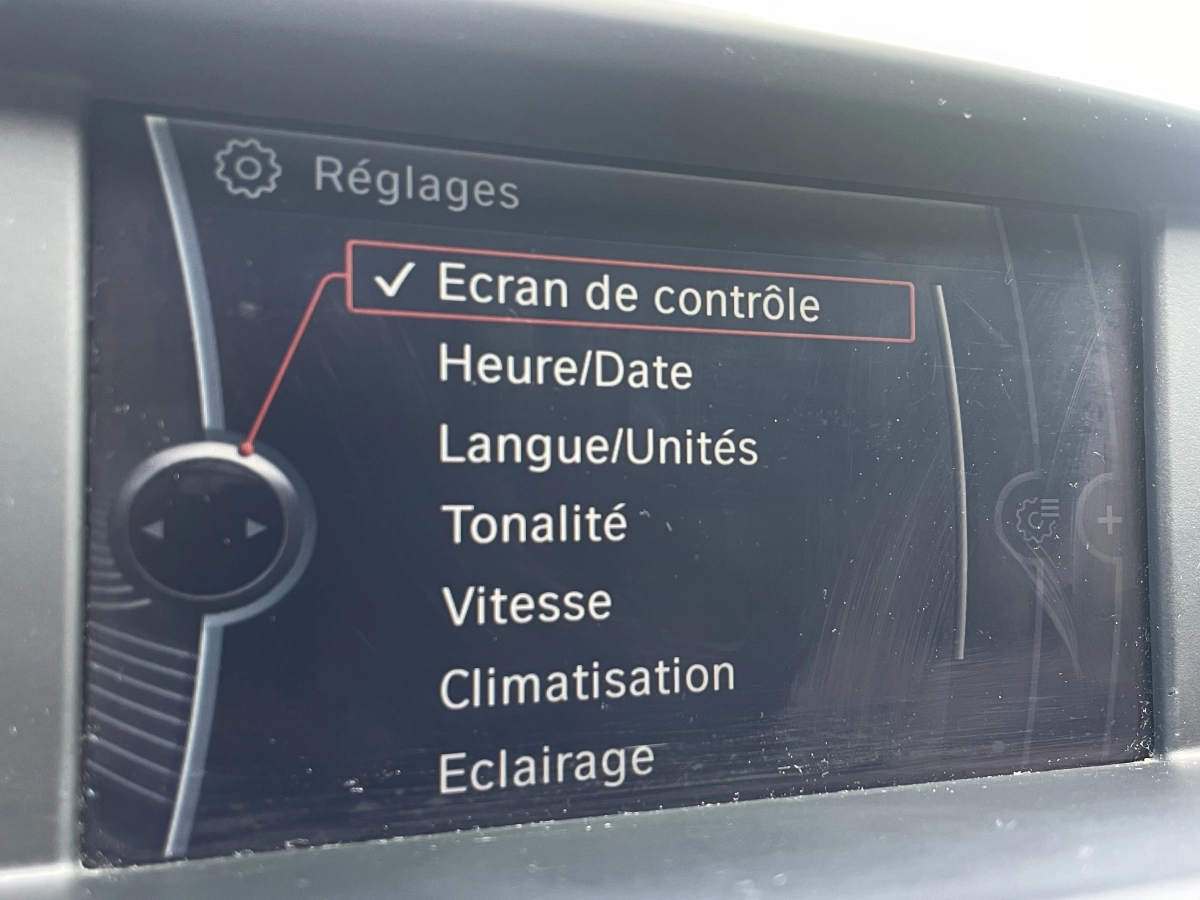 Réglages
✓ Ecran de contrôle
Heure/Date
Langue/Unités
Tonalité
Vitesse
Climatisation
Eclairage